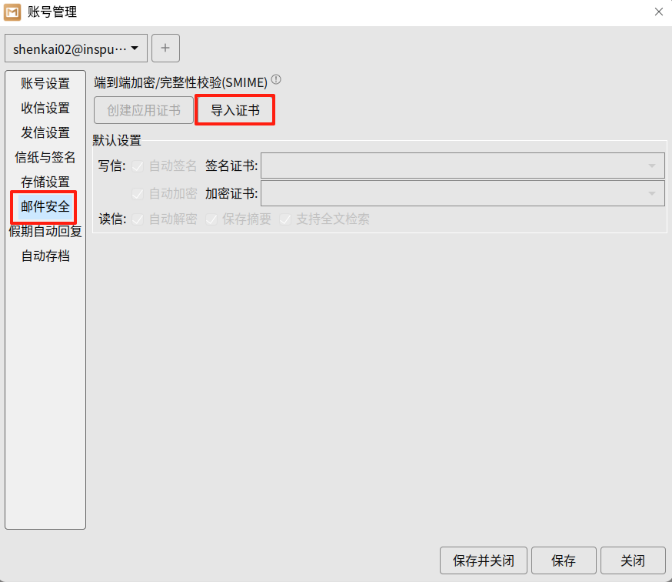 账号管理
shenkai02@inspu⋯
+
账号设置
收信设置
发信设置
信纸与签名
存储设置
邮件安全
假期自动回复
自动存档
端到端加密/完整性校验(SMIME)
创建应用证书 导入证书
默认设置
写信: 自动签名 签名证书:
自动加密 加密证书:
读信: 自动解密 保存摘要 支持全文检索
保存并关闭 保存 关闭